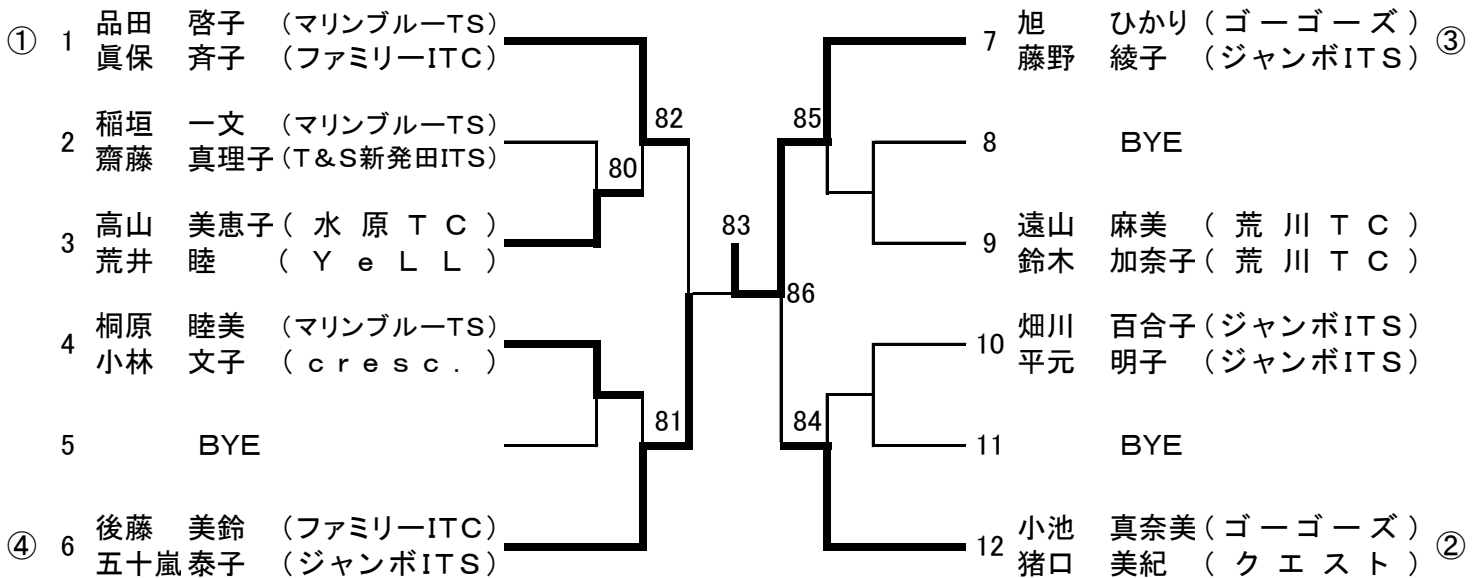 ① 1 品田 啓子 (マリンブルーTS)
眞保 斉子 (ファミリーITC)
2 稲垣 一文 (マリンブルーTS)
齋藤 真理子(T&S新発田ITS)
3 高山 美恵子( 水 原 T C )
荒井 睦 ( Y e L L )
4 桐原 睦美 (マリンブルーTS)
小林 文子 ( c r e s c . )
5 BYE
④ 6 後藤 美鈴 (ファミリーITC)
五十嵐 泰子 (ジャンボITS)
82
80
81
83
86
85
84
7 旭 ひかり( ゴ ー ゴ ー ズ ) ③
藤野 綾子 (ジャンボITS)
8 BYE
9 遠山 麻美 ( 荒 川 T C )
鈴木 加奈子( 荒 川 T C )
10 畑川 百合子(ジャンボITS)
平元 明子 (ジャンボITS)
11 BYE
12 小池 真奈美( ゴ ー ゴ ー ズ ) ②
猪口 美紀 ( ク エ ス ト )